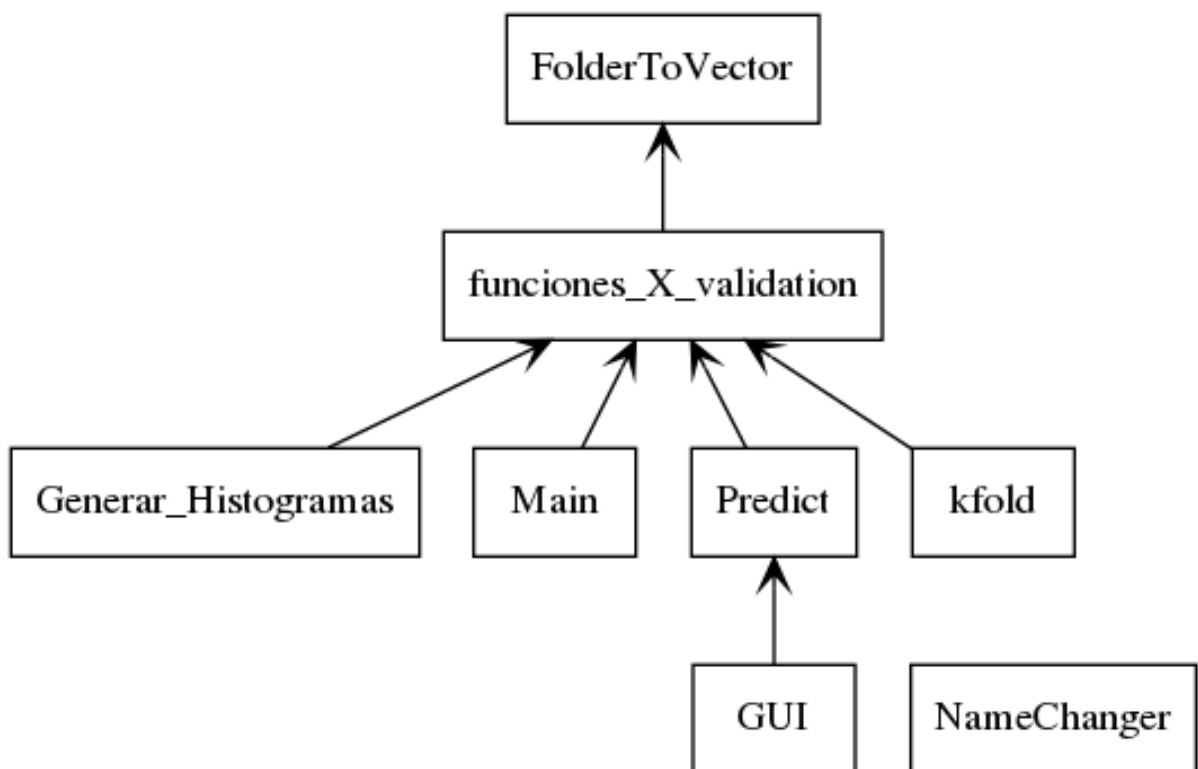 FolderToVector
funciones_X_validation
Generar_Histogramas
Main
Predict
kfold
GUI
NameChanger